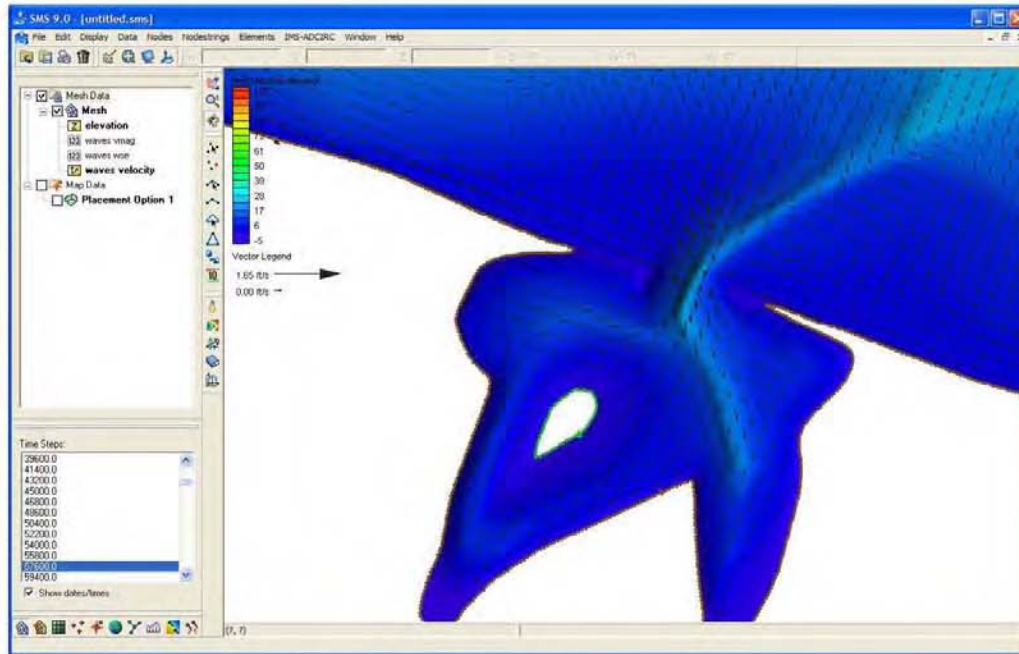 SMS 9.0 - [untitled.sms]
File Edit Display Data Nodes Nodestrings Elements IMS-ADCIRC Window Help
Mesh Data
Mesh
elevation
123 waves vmag
123 waves wse
waves velocity
Map Data
Placement Option 1
61
50
39
28
17
6
-5
Vector Legend
1.65 ft/s
0.00 ft/s
Time Steps:
39600.0
41400.0
43200.0
45000.0
46800.0
48600.0
50400.0
52200.0
54000.0
55800.0
57600.0
59400.0
Show dates/times
(?, ?)